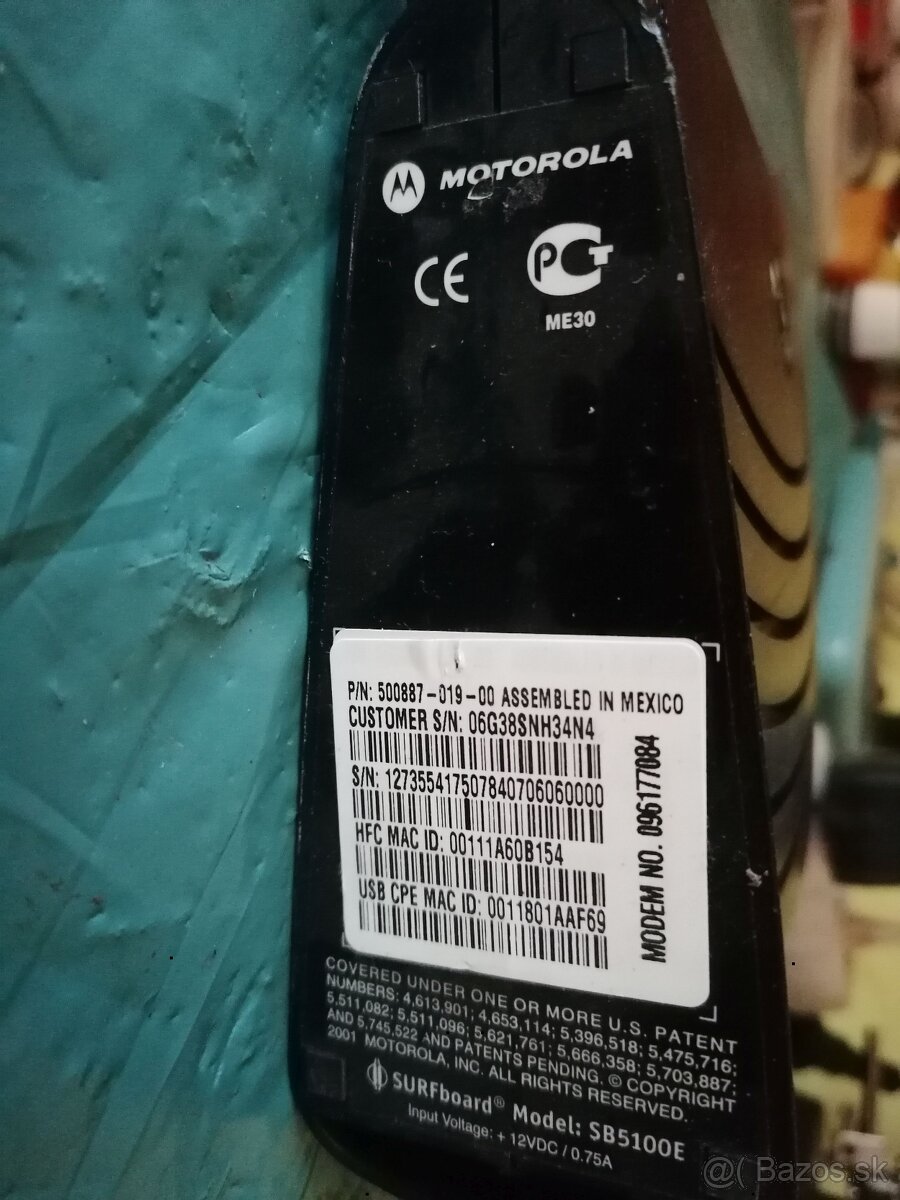 MOTOROLA
CE
PCT
ME30
P/N: 500887-019-00 ASSEMBLED IN MEXICO
CUSTOMER S/N: 06G38SNH34N4
S/N: 127355417507840706060000
HFC MAC ID: 00111A60B154
USB CPE MAC ID: 0011801AAF69
MODEM NO. 096177084
COVERED UNDER ONE OR MORE U.S. PATENT
NUMBERS: 4,613,901; 4,653,114; 5,396,518; 5,475,716;
5,511,082; 5,511,096; 5,621,761; 5,666,358; 5,703,887;
AND 5,745,522 AND PATENTS PENDING. © COPYRIGHT
2001 MOTOROLA, INC. ALL RIGHTS RESERVED.
SURFboard® Model: SB5100E
Input Voltage: + 12VDC / 0.75A
@( Bazos.sk